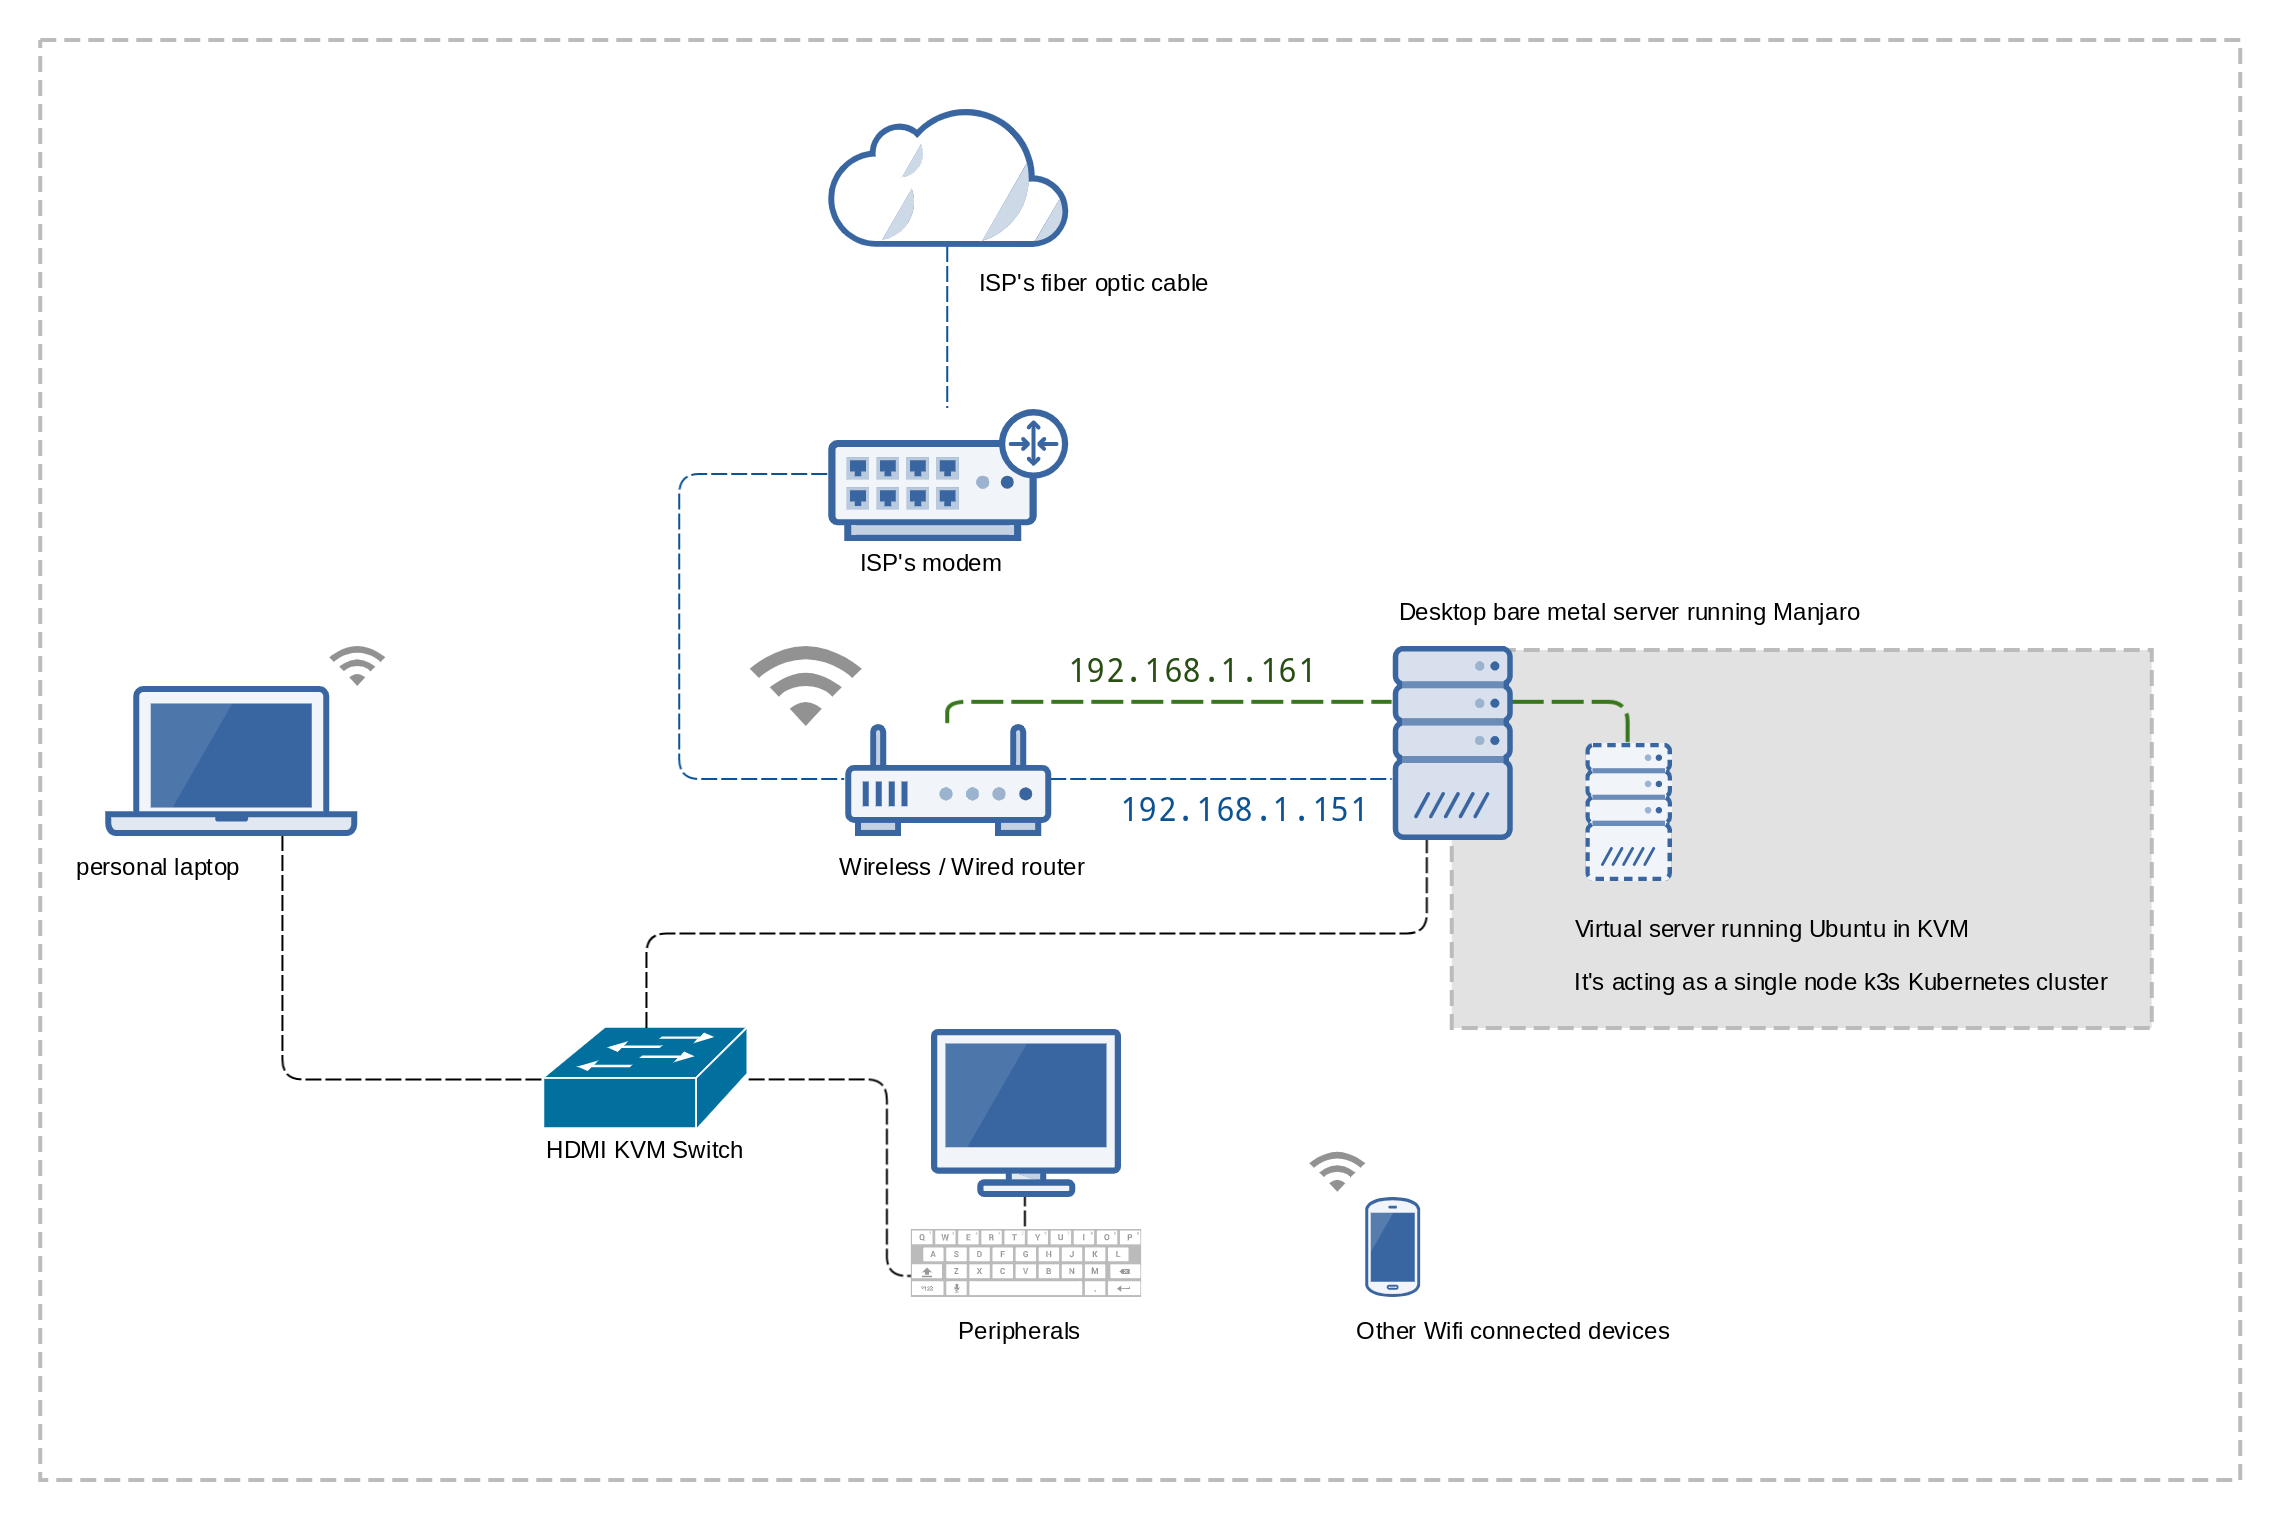 ISP's fiber optic cable
ISP's modem
Desktop bare metal server running Manjaro
192.168.1.161
192.168.1.151
personal laptop
Wireless / Wired router
Virtual server running Ubuntu in KVM
It's acting as a single node k3s Kubernetes cluster
HDMI KVM Switch
Q W E R T Y U I O P
A S D F G H J K L
Z X C V B N M
.
Peripherals
Other Wifi connected devices